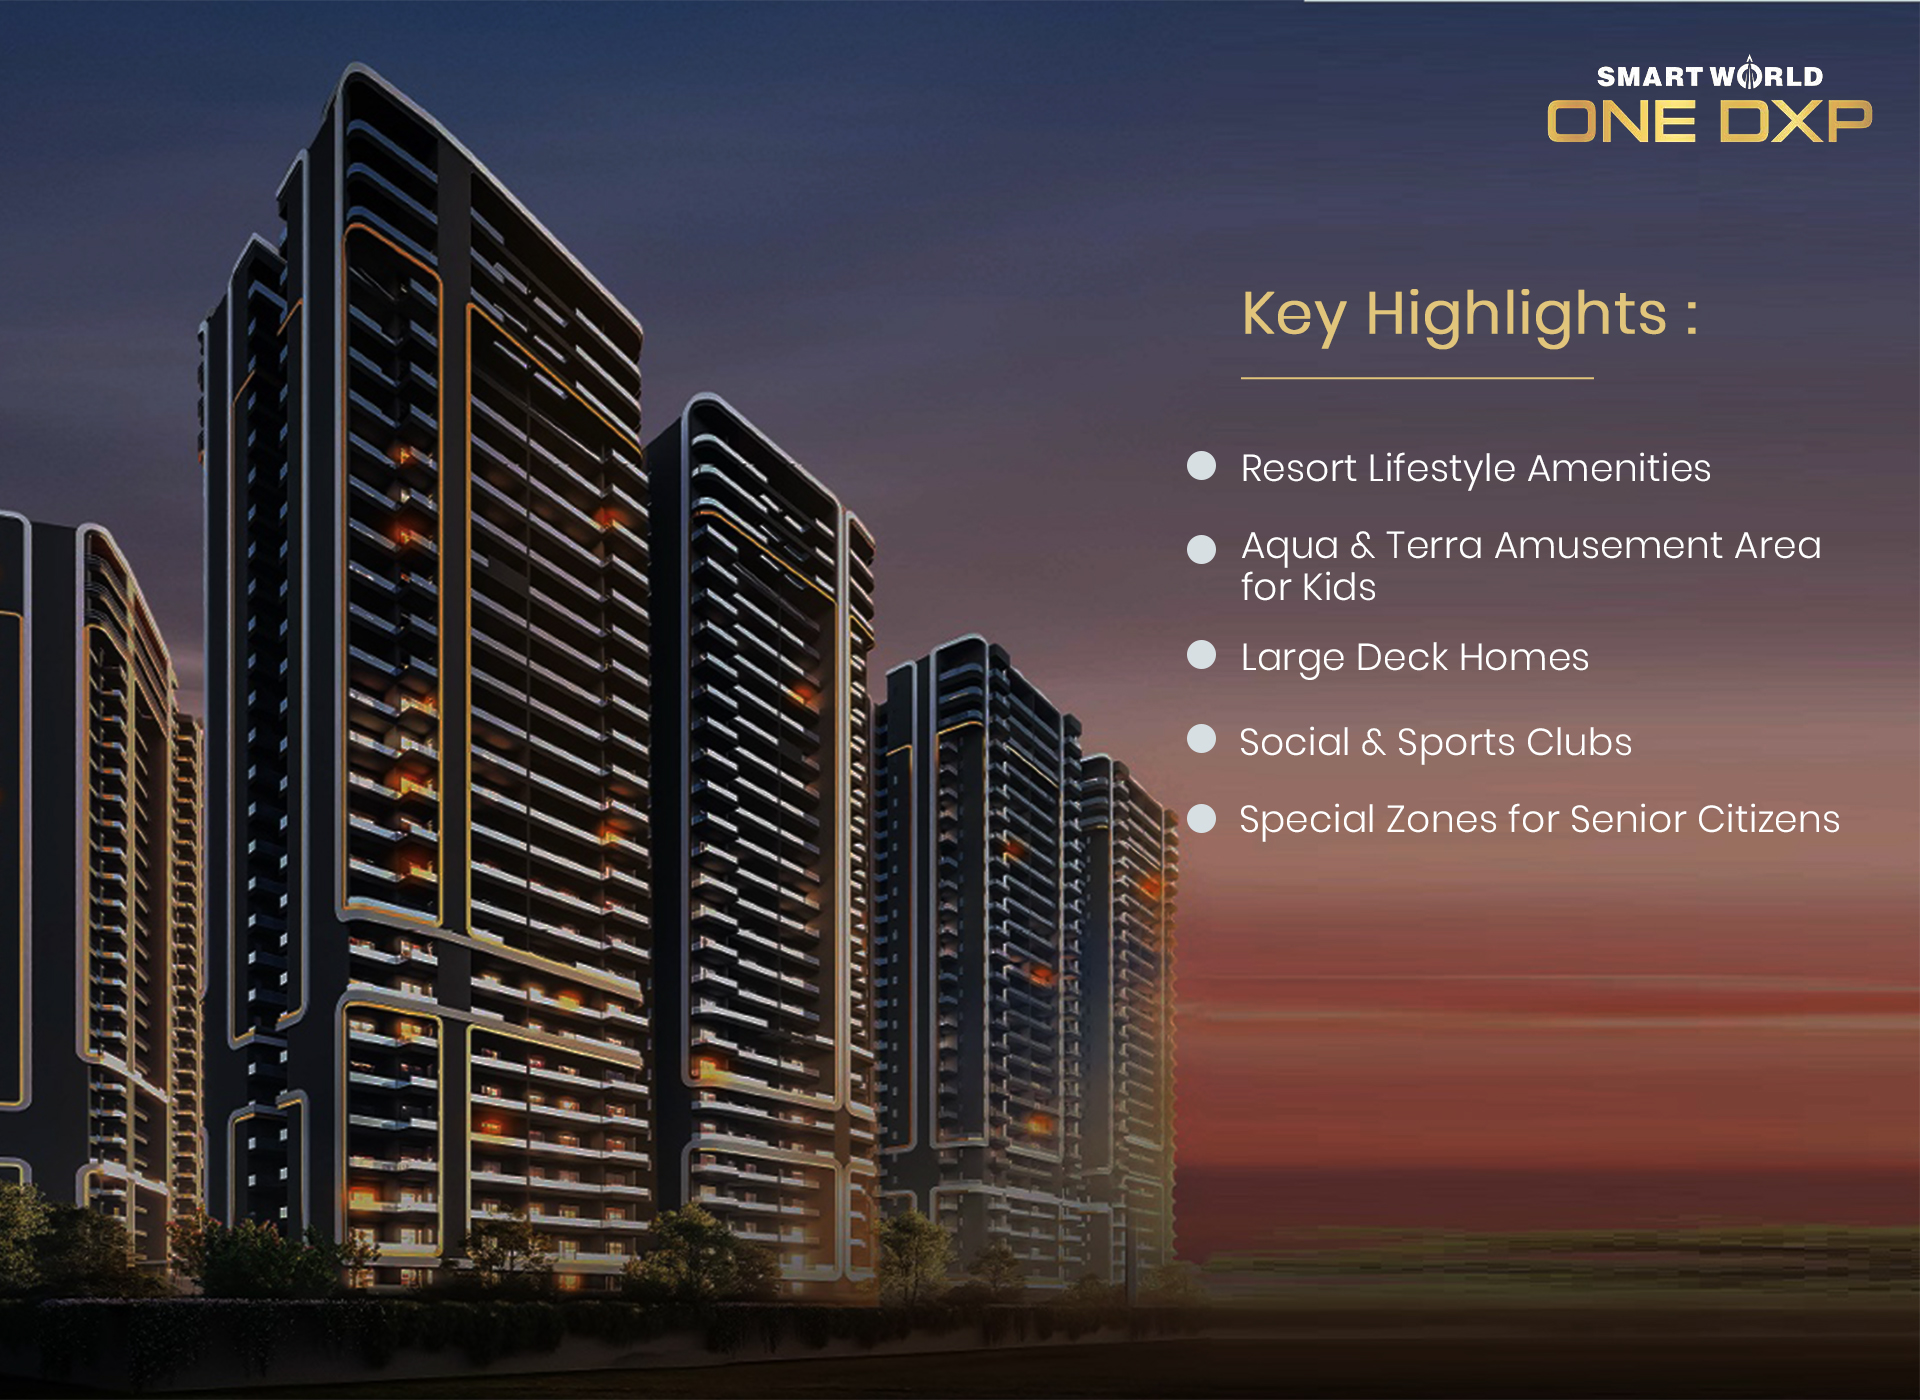 SMART WORLD
ONE DXP
Key Highlights :
Resort Lifestyle Amenities
Aqua & Terra Amusement Area
for Kids
Large Deck Homes
Social & Sports Clubs
Special Zones for Senior Citizens